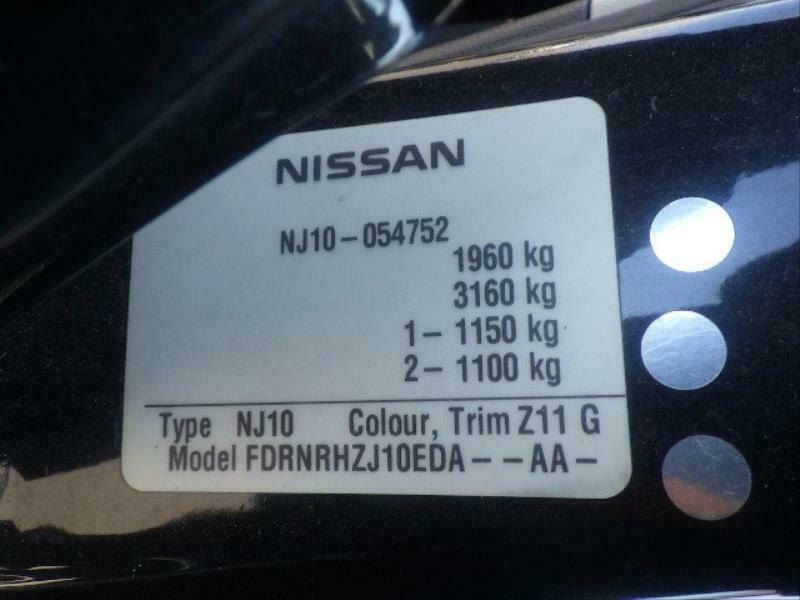 NISSAN
NJ10-054752
1960 kg
3160 kg
1- 1150 kg
2- 1100 kg
Type NJ10 Colour, Trim Z11 G
Model FDRNRHZJ10EDA--AA-